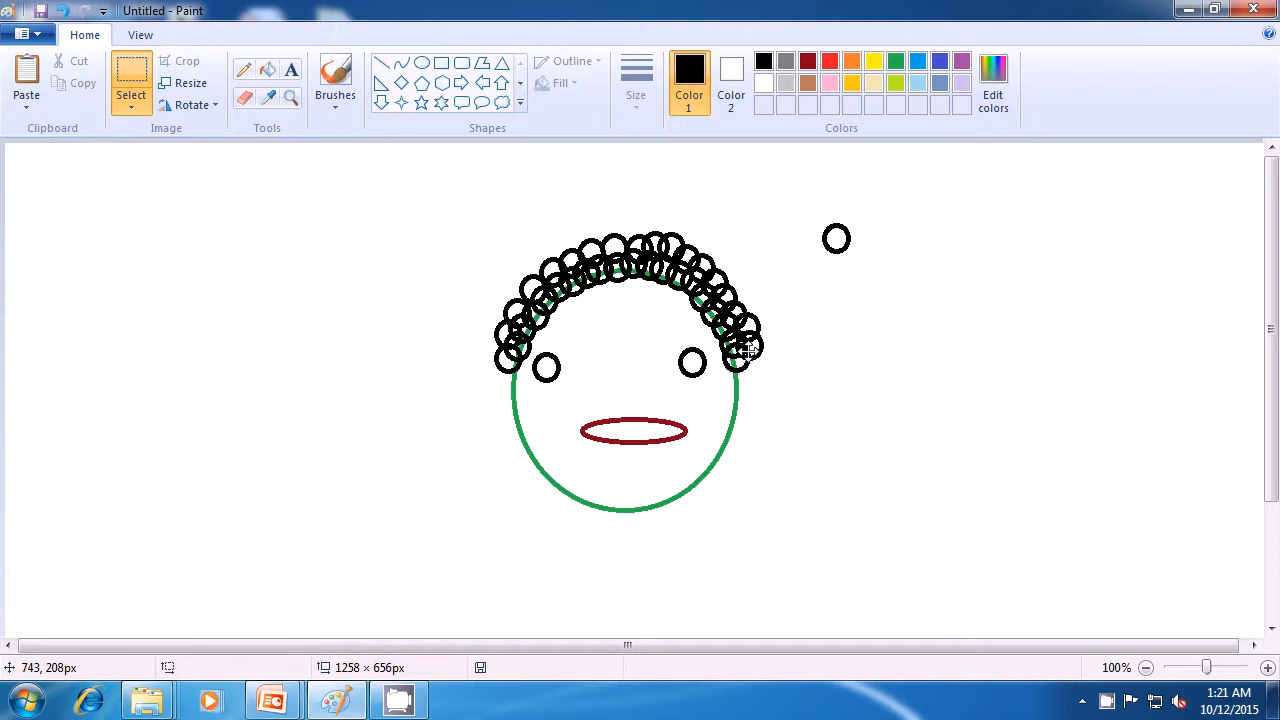 Untitled - Paint
Home View
Paste
Cut
Copy
Clipboard
Select
Crop
Resize
Rotate
Image
A
Tools
Brushes
Shapes
Outline
Fill
Size
Color 1
Color 2
Edit colors
Colors
743, 208px
1258 × 656px
100%
1:21 AM
10/12/2015